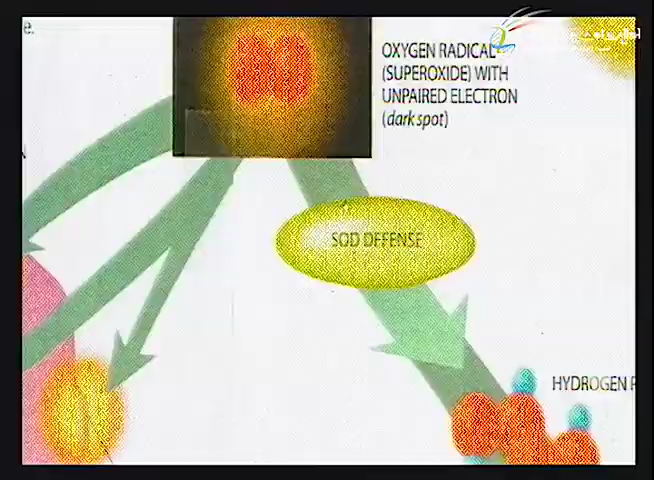 OXYGEN RADICAL
(SUPEROXIDE) WITH
UNPAIRED ELECTRON
(dark spot)
SOD DEFENSE
HYDROGEN